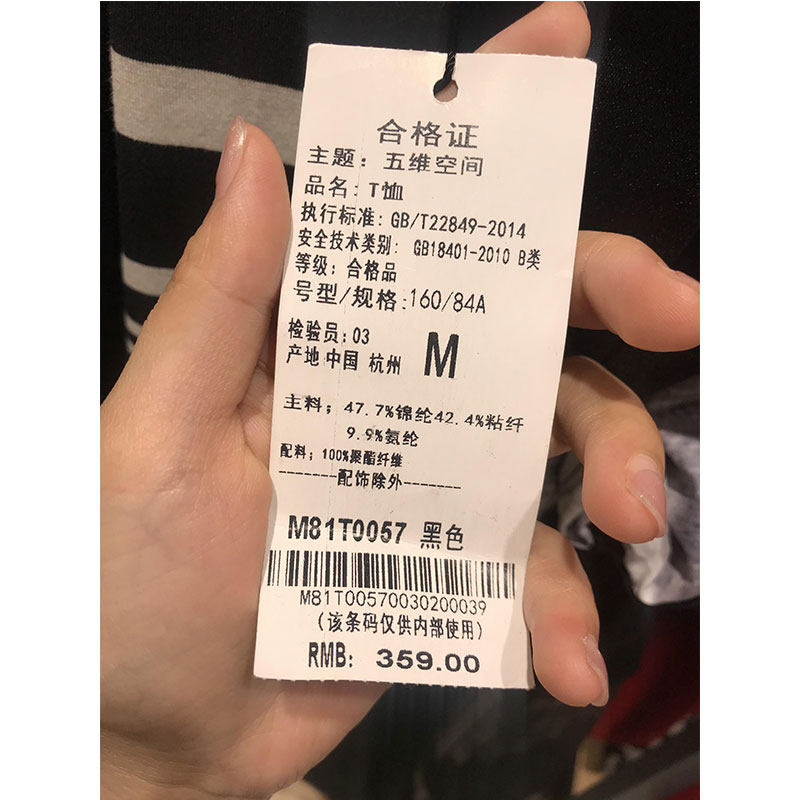 合格证
主题：五维空间
品名：T恤
执行标准：GB/T22849-2014
安全技术类别：GB18401-2010 B类
等级：合格品
号型/规格：160/84A
检验员：03
产地 中国 杭州 M
主料；47.7%锦纶42.4%粘纤
9.9%氨纶
配料；100%聚酯纤维
-------配饰除外-------
M81T0057 黑色
M81T00570030200039
（该条码仅供内部使用）
RMB: 359.00